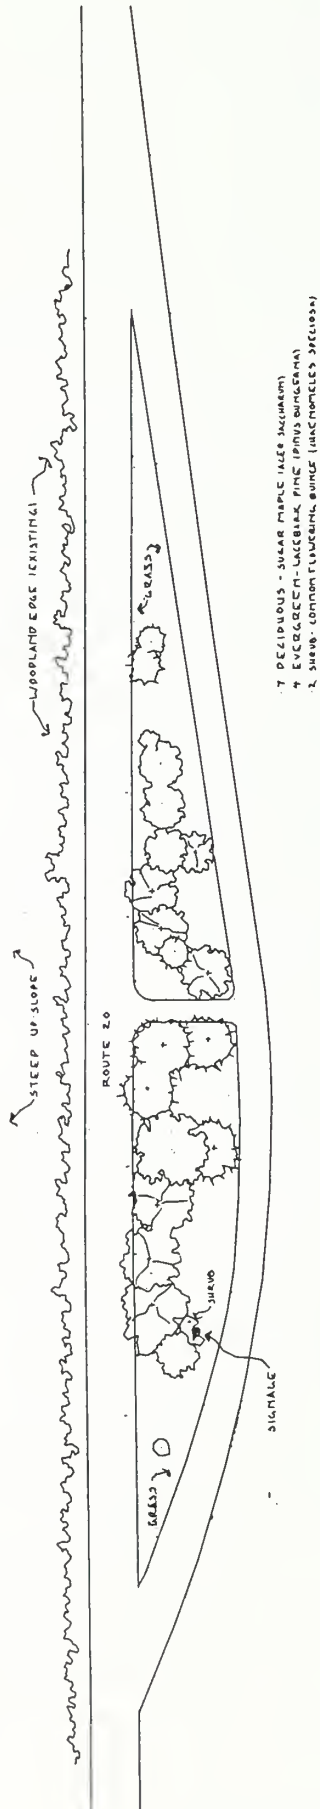 STEEP UP-SLOPE
WOODLAND EDGE (EXISTING)
ROUTE 20
GRASS
SHRUB
SIGNAGE
GRASS
7 DECIDUOUS - SUGAR MAPLE (ACER SACCHARUM)
4 EVERGREEN - LACEBARK PINE (PINUS BUNGEANA)
2 SHRUB - COMMON FLOWERING QUINCE (CHAENOMELES SPECIOSA)